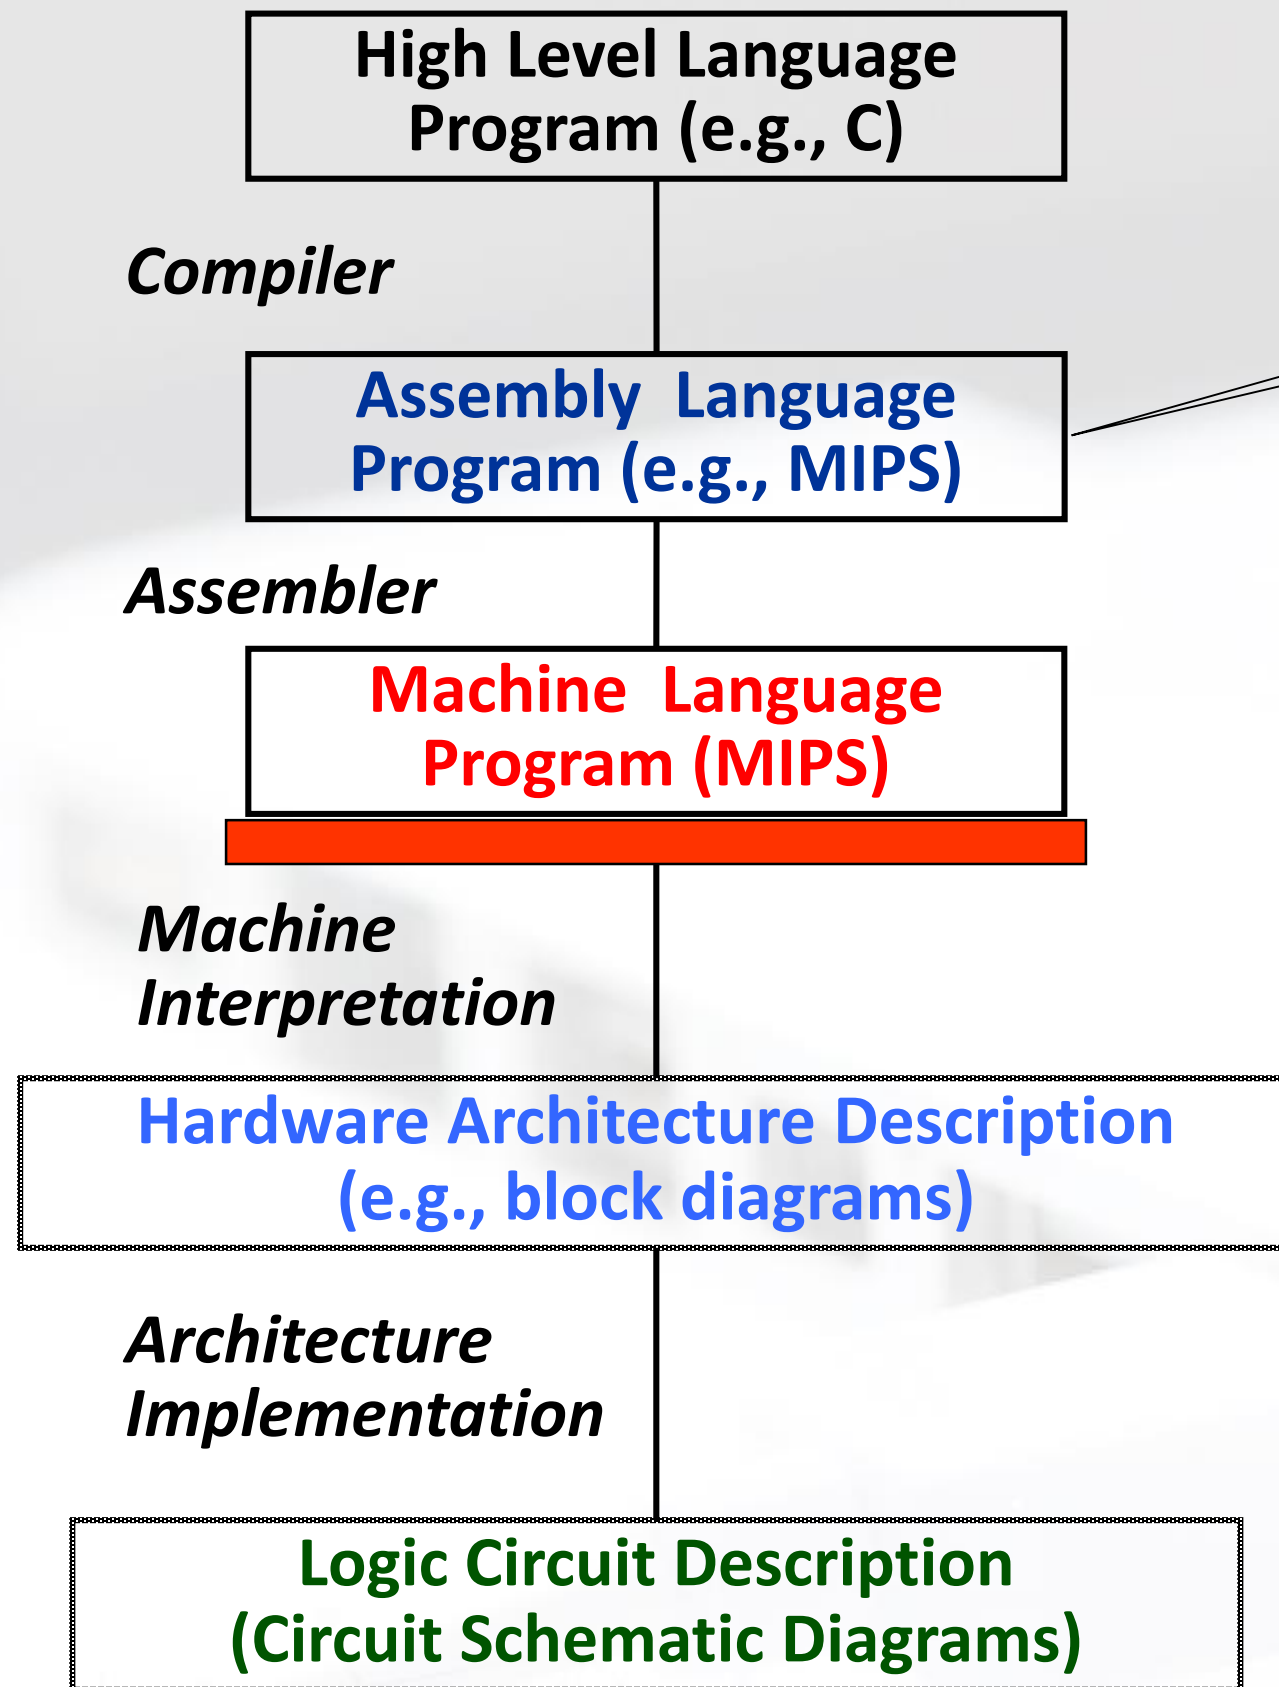 High Level Language
Program (e.g., C)
Compiler
Assembly Language
Program (e.g., MIPS)
Assembler
Machine Language
Program (MIPS)
Machine
Interpretation
Hardware Architecture Description
(e.g., block diagrams)
Architecture
Implementation
Logic Circuit Description
(Circuit Schematic Diagrams)